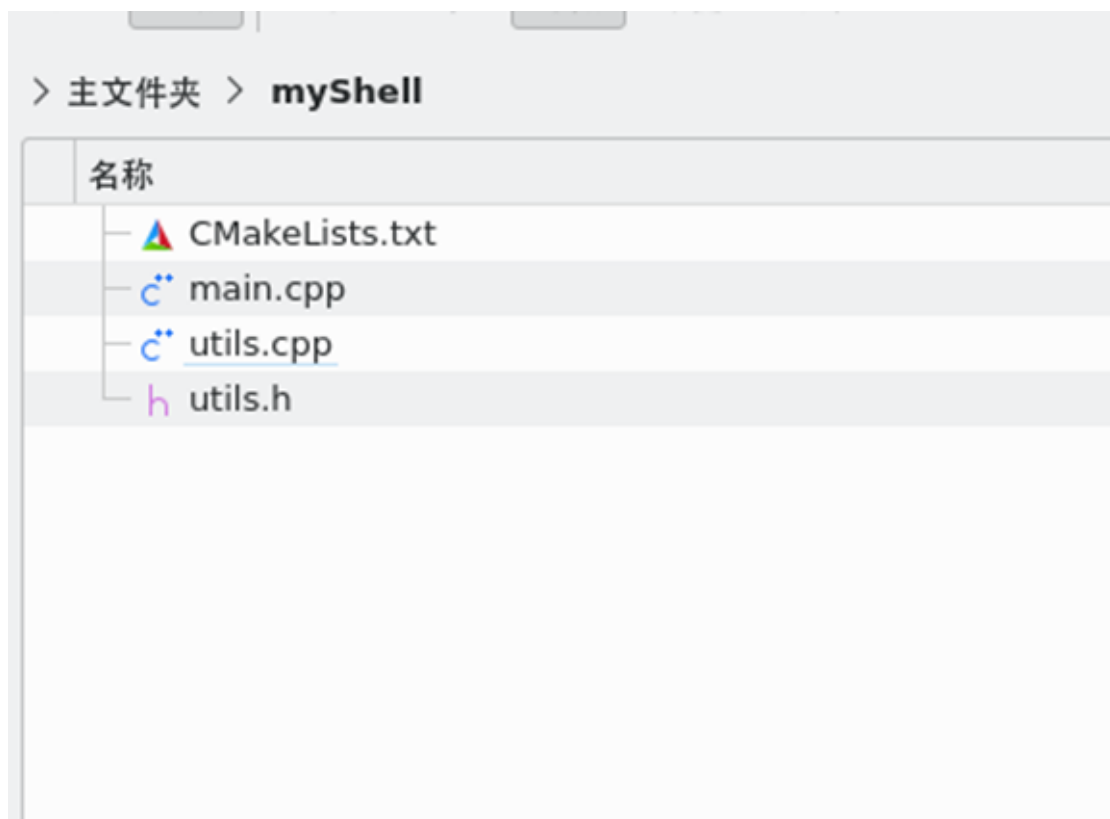 > 主文件夹 > myShell
名称
CMakeLists.txt
main.cpp
utils.cpp
utils.h